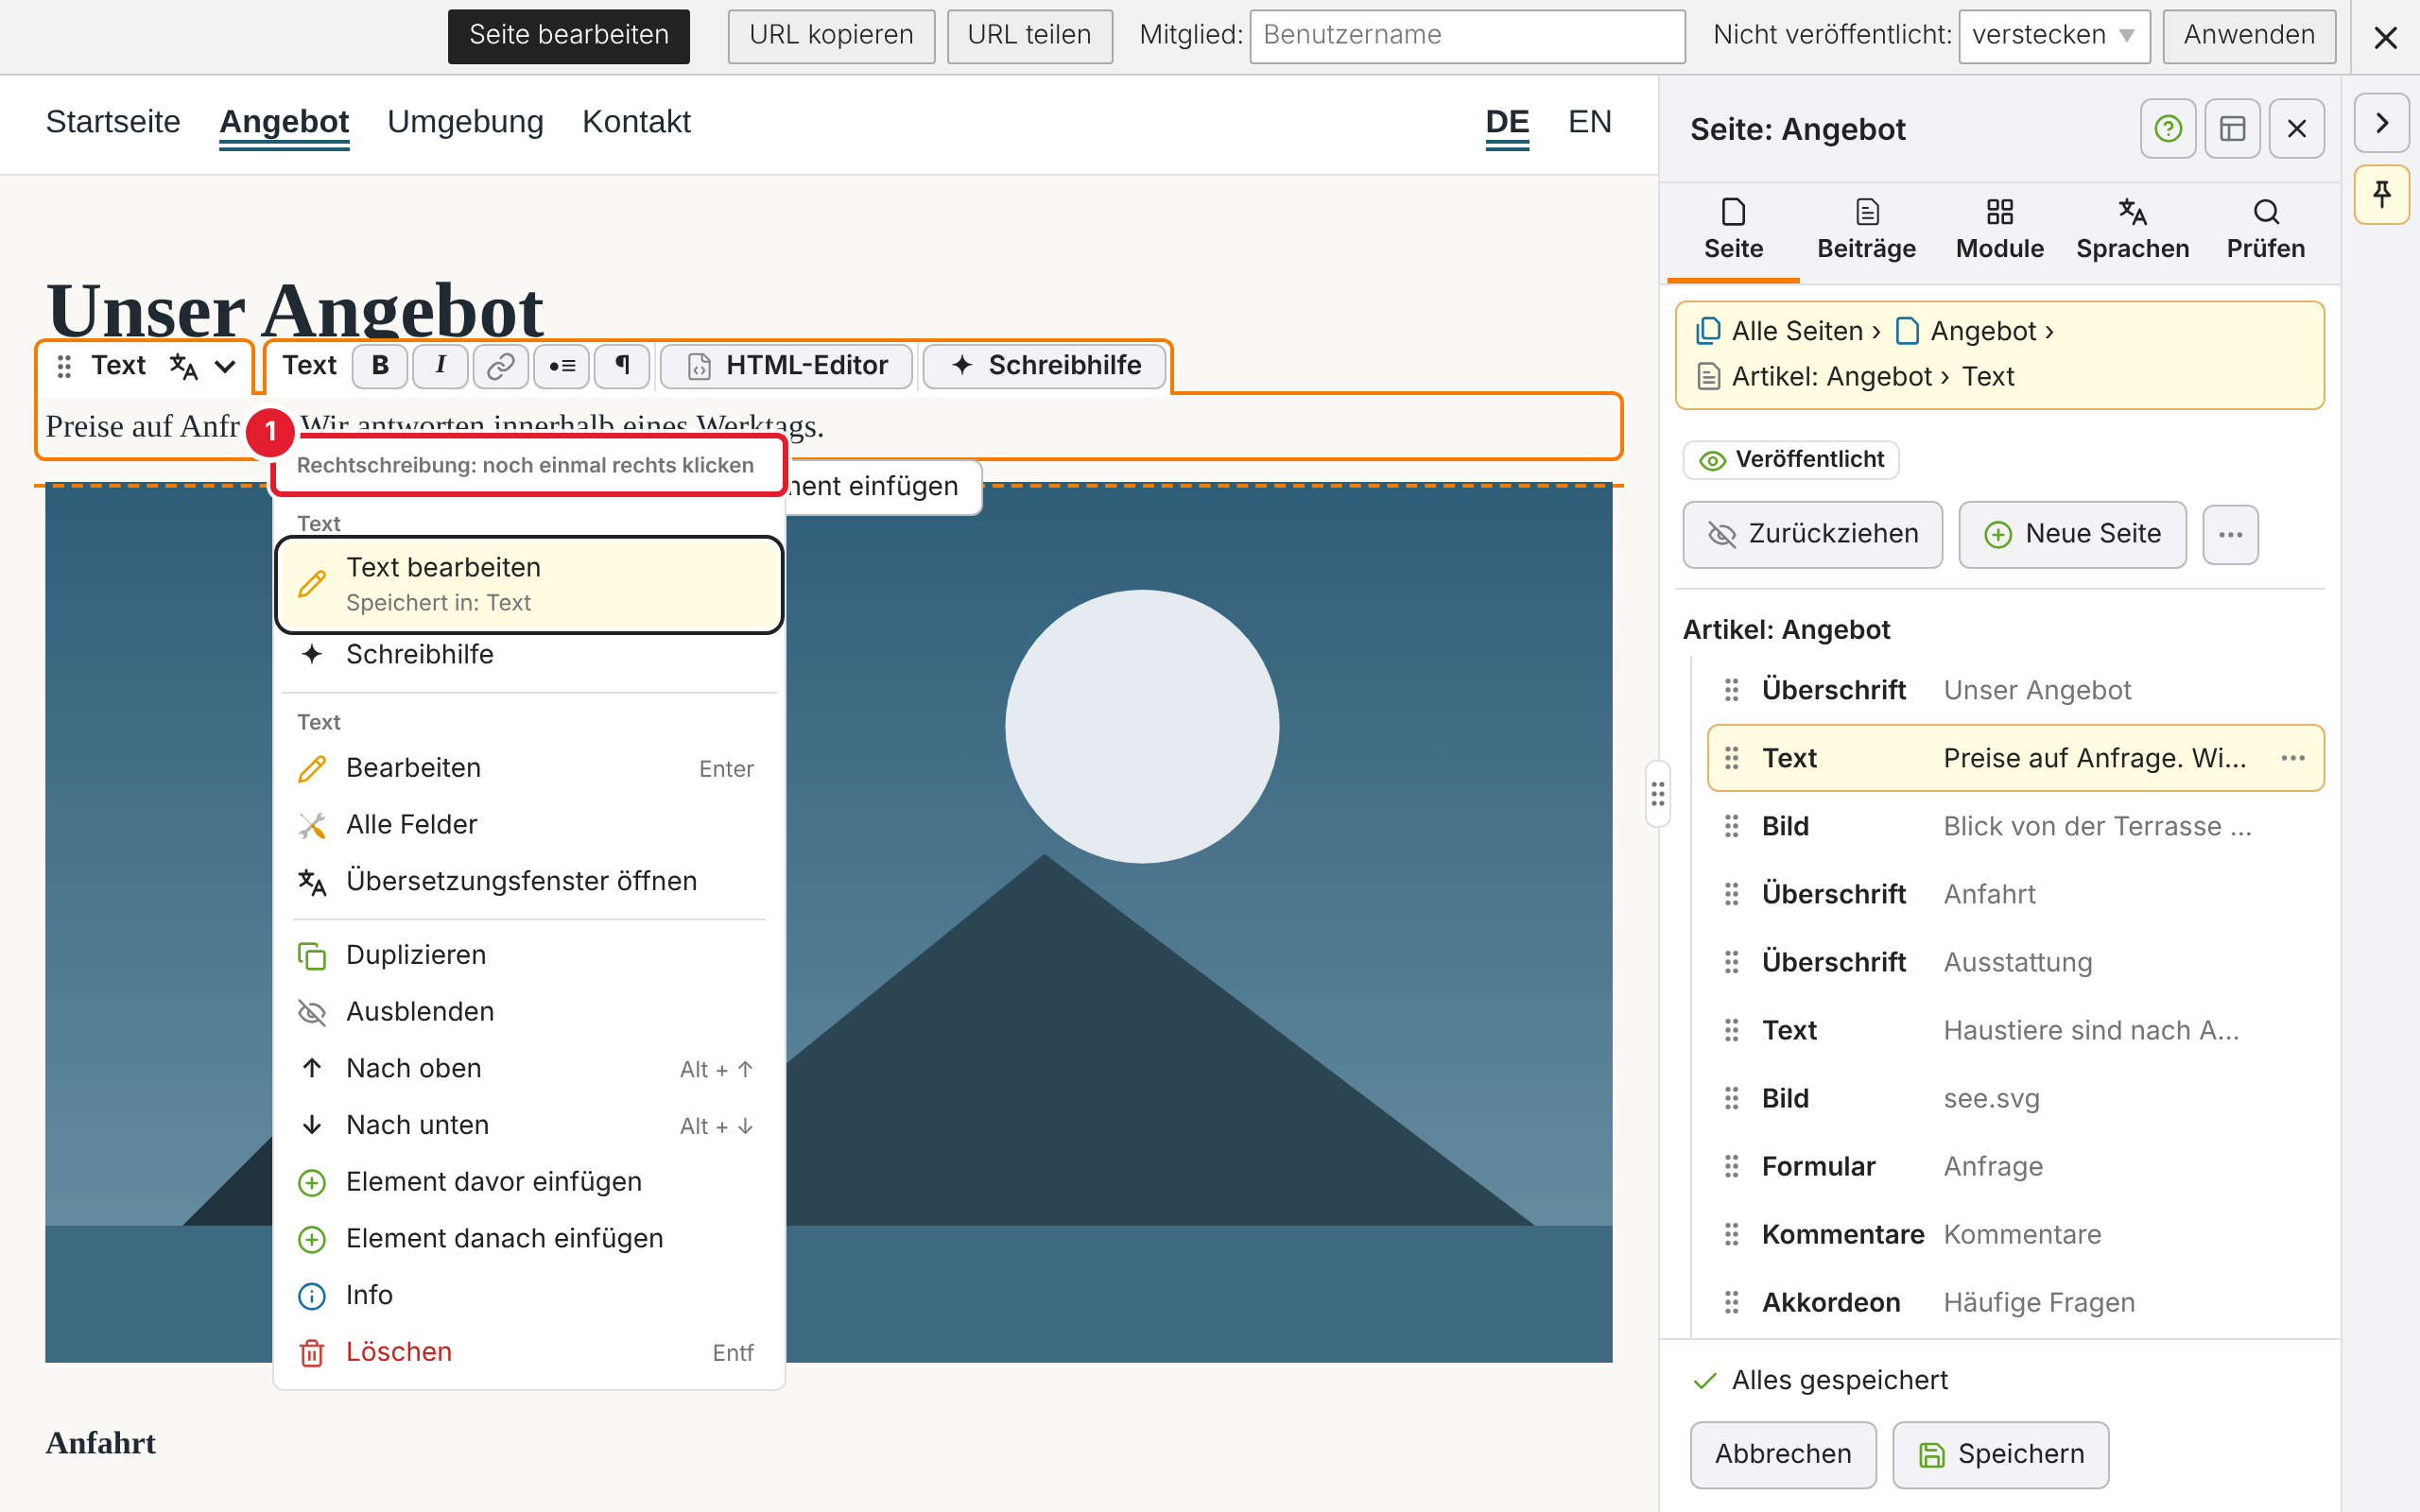 Seite bearbeiten
URL kopieren
URL teilen
Mitglied:
Benutzername
Nicht veröffentlicht:
verstecken
Anwenden
Startseite
Angebot
Umgebung
Kontakt
DE
EN
Unser Angebot
Text
Text
B
I
¶
HTML-Editor
Schreibhilfe
Preise auf Anfr
Wir antworten innerhalb eines Werktags.
1
Rechtschreibung: noch einmal rechts klicken
einfügen
Text
Text bearbeiten
Speichert in: Text
Schreibhilfe
Text
Bearbeiten Enter
Alle Felder
Übersetzungsfenster öffnen
Duplizieren
Ausblenden
Nach oben Alt + ↑
Nach unten Alt + ↓
Element davor einfügen
Element danach einfügen
Info
Löschen Entf
Anfahrt
Seite: Angebot
Seite
Beiträge
Module
Sprachen
Prüfen
Alle Seiten › Angebot ›
Artikel: Angebot › Text
Veröffentlicht
Zurückziehen
Neue Seite
Artikel: Angebot
Überschrift Unser Angebot
Text Preise auf Anfrage. Wi...
Bild Blick von der Terrasse ...
Überschrift Anfahrt
Überschrift Ausstattung
Text Haustiere sind nach A...
Bild see.svg
Formular Anfrage
Kommentare Kommentare
Akkordeon Häufige Fragen
Alles gespeichert
Abbrechen
Speichern